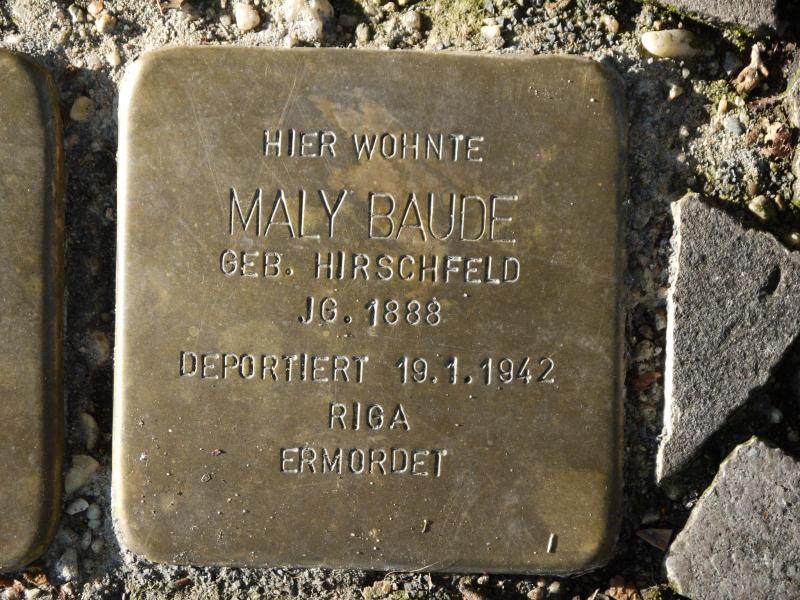 HIER WOHNTE
MALY BAUDE
GEB. HIRSCHFELD
JG. 1888
DEPORTIERT 19.1.1942
RIGA
ERMORDET